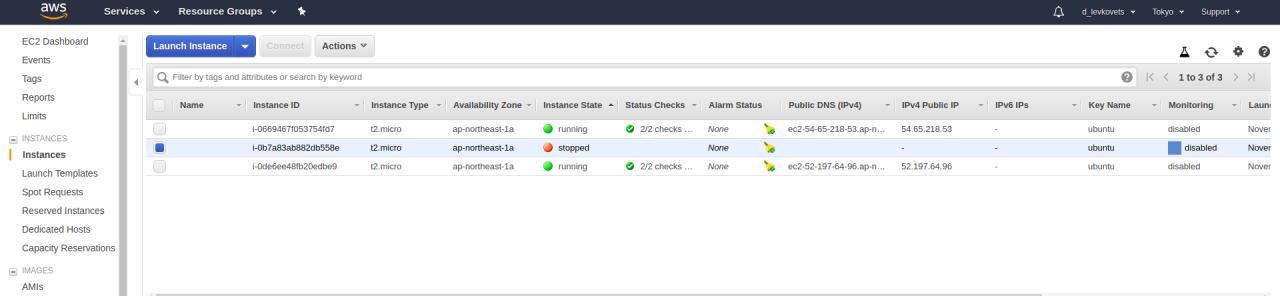 aws Services Resource Groups d_levkovets Tokyo Support
EC2 Dashboard
Events
Tags
Reports
Limits
INSTANCES
Instances
Launch Templates
Spot Requests
Reserved Instances
Dedicated Hosts
Capacity Reservations
IMAGES
AMIs
Launch Instance Connect Actions
Filter by tags and attributes or search by keyword 1 to 3 of 3
Name Instance ID Instance Type Availability Zone Instance State Status Checks Alarm Status Public DNS (IPv4) IPv4 Public IP IPv6 IPs Key Name Monitoring Laun
i-0669467f053754fd7 t2.micro ap-northeast-1a running 2/2 checks ... None ec2-54-65-218-53.ap-n... 54.65.218.53 - ubuntu disabled Nover
i-0b7a83ab882db558e t2.micro ap-northeast-1a stopped None - - ubuntu disabled Nover
i-0de6ee48fb20edbe9 t2.micro ap-northeast-1a running 2/2 checks ... None ec2-52-197-64-96.ap-n... 52.197.64.96 - ubuntu disabled Nover